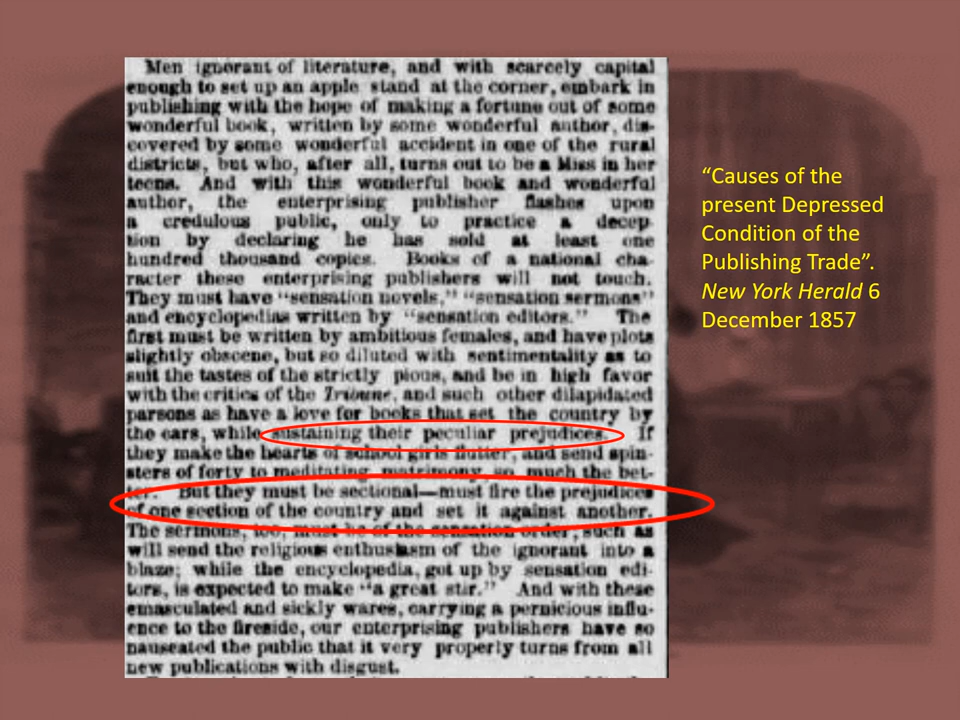 Men ignorant of literature, and with scarcely capital
enough to set up an apple stand at the corner, embark in
publishing with the hope of making a fortune out of some
wonderful book, written by some wonderful author, dis-
covered by some wonderful accident in one of the rural
districts, but who, after all, turns out to be a Miss in her
teens. And with this wonderful book and wonderful
author, the enterprising publisher flashes upon
a credulous public, only to practice a decep-
tion by declaring he has sold at least one
hundred thousand copies. Books of a national cha-
racter these enterprising publishers will not touch.
They must have "sensation novels," "sensation sermons"
and encyclopedias written by "sensation editors." The
first must be written by ambitious females, and have plots
slightly obscene, but so diluted with sentimentality as to
suit the tastes of the strictly pious, and be in high favor
with the critics of the Tribune, and such other dilapidated
parsons as have a love for books that set the country by
the ears, while sustaining their peculiar prejudices. If
they make the hearts of school girls flutter, and send spin-
sters of forty to meditating matrimony, so much the bet-
ter. But they must be sectional—must fire the prejudices
of one section of the country and set it against another.
The sermons, too, must be of the sensation order, such as
will send the religious enthusiasm of the ignorant into a
blaze; while the encyclopedia, got up by sensation edi-
tors, is expected to make "a great stir." And with these
emasculated and sickly wares, carrying a pernicious influ-
ence to the fireside, our enterprising publishers have so
nauseated the public that it very properly turns from all
new publications with disgust.
“Causes of the
present Depressed
Condition of the
Publishing Trade”.
New York Herald 6
December 1857